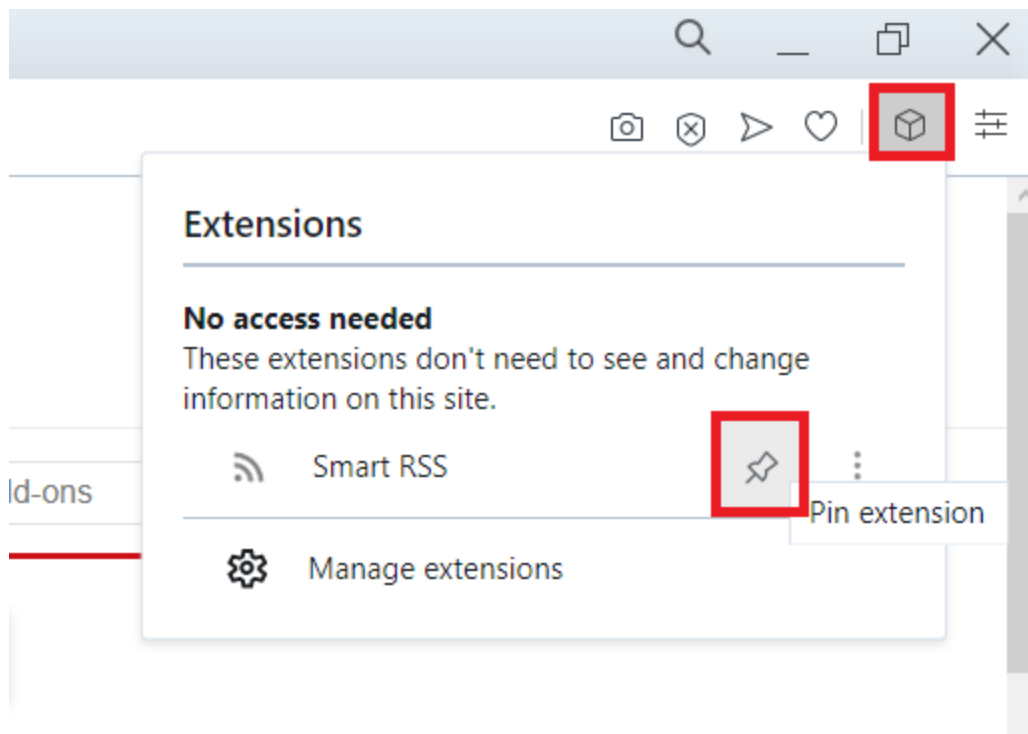 Extensions
No access needed
These extensions don't need to see and change
information on this site.
Smart RSS
Pin extension
Manage extensions
d-ons